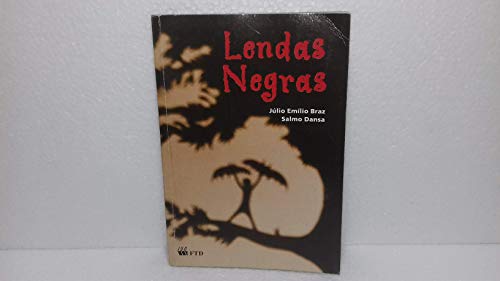 Lendas
Negras
Júlio Emílio Braz
Salmo Dansa
FTD